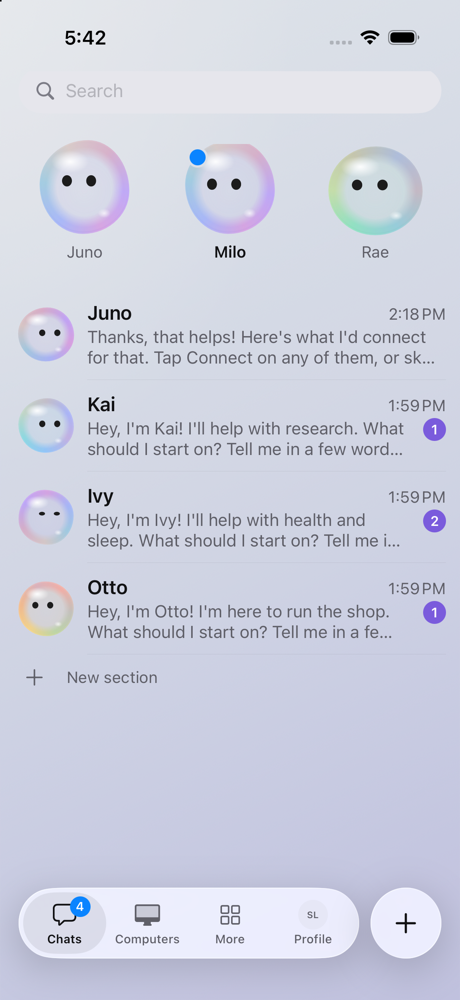 5:42
Search
Juno
Milo
Rae
Juno
2:18 PM
Thanks, that helps! Here's what I'd connect
for that. Tap Connect on any of them, or sk...
Kai
1:59 PM
Hey, I'm Kai! I'll help with research. What
should I start on? Tell me in a few word...
1
Ivy
1:59 PM
Hey, I'm Ivy! I'll help with health and
sleep. What should I start on? Tell me i...
2
Otto
1:59 PM
Hey, I'm Otto! I'm here to run the shop.
What should I start on? Tell me in a fe...
1
New section
4
Chats
Computers
More
SL
Profile